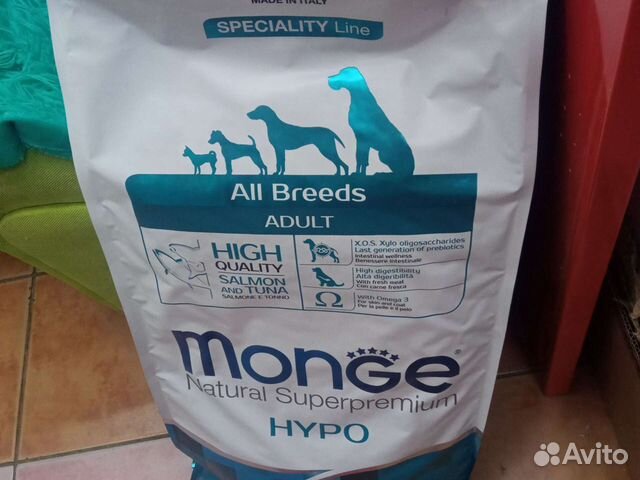 MADE IN ITALY
SPECIALITY Line
All Breeds
ADULT
HIGH
QUALITY
SALMON
AND TUNA
SALMONE E TONNO
X.O.S. Xylo oligosaccharides
Last generation of prebiotics
Intestinal wellness
Benessere intestinale
High digestibility
Alta digeribilità
With fresh meat
Con carne fresca
Ω
With Omega 3
For skin and coat
Per la pelle e il pelo
MONGE®
Natural Superpremium
HYPO
Avito